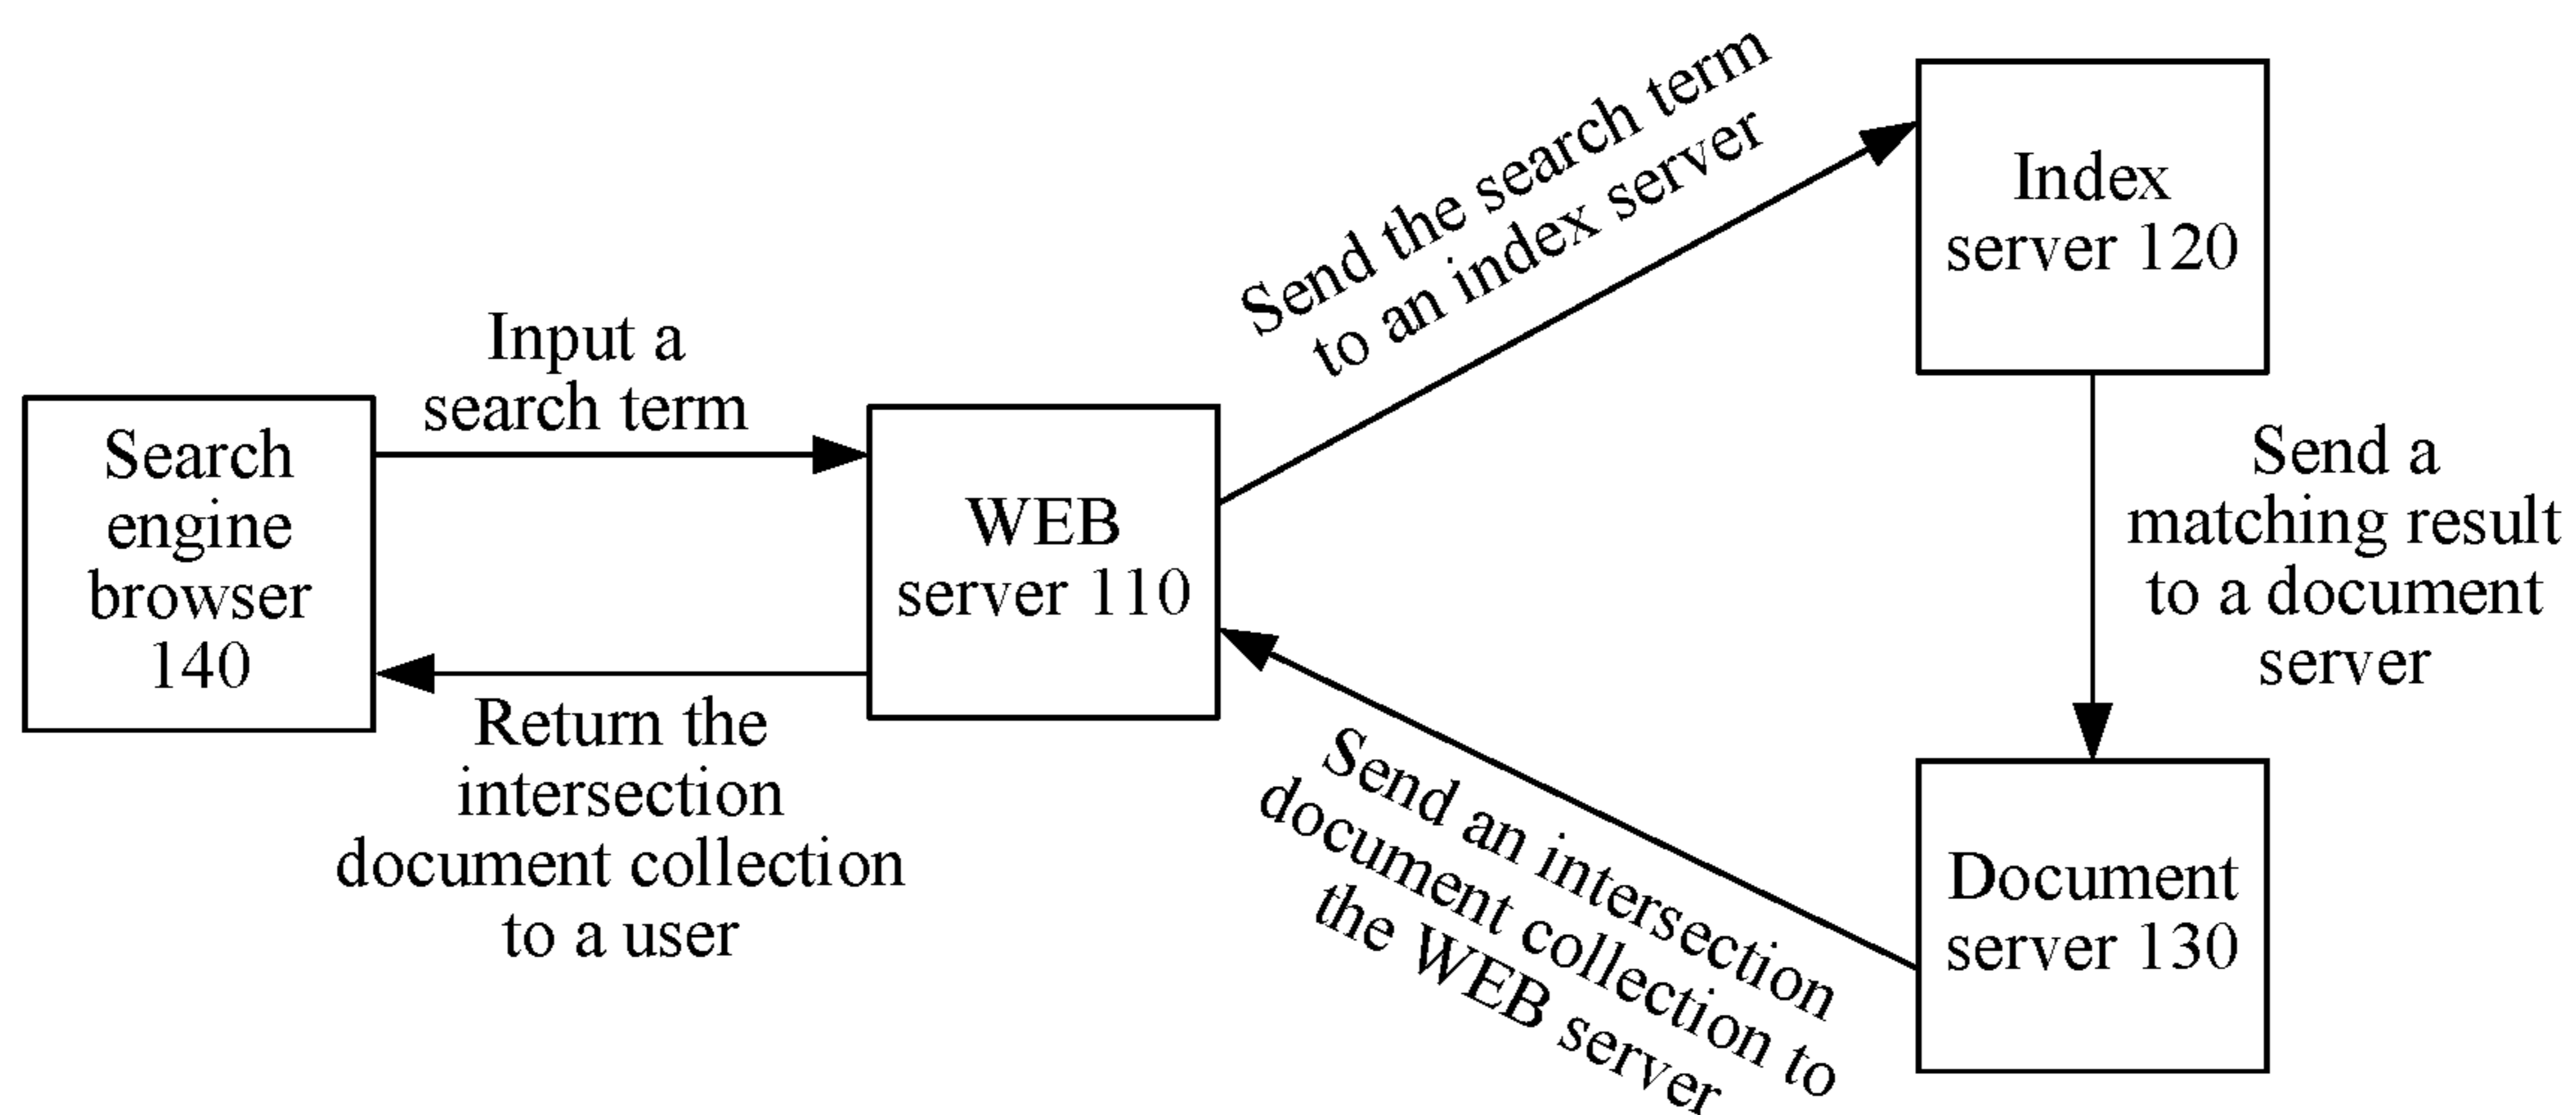 Search
engine
browser
140
Input a
search term
Return the
intersection
document collection
to a user
WEB
server 110
Send the search term
to an index server
Index
server 120
Send a
matching result
to a document
server
Document
server 130
Send an intersection
document collection to
the WEB server